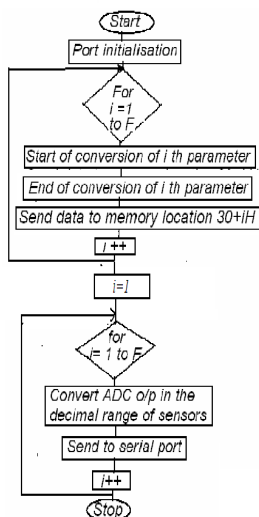 Start
Port initialisation
For
i =1
to F
Start of conversion of i th parameter
End of conversion of i th parameter
Send data to memory location 30+iH
i ++
i=1
for
i= 1 to F
Convert ADC o/p in the
decimal range of sensors
Send to serial port
i++
Stop